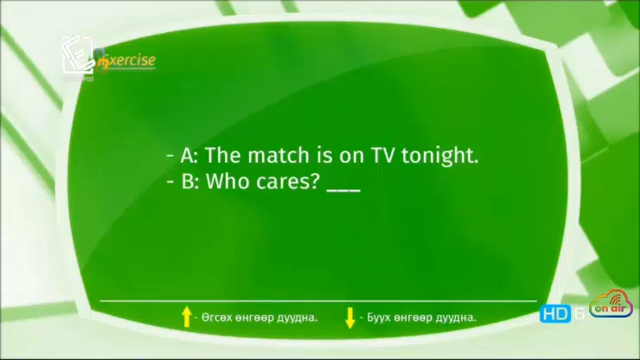 Exercise
- A: The match is on TV tonight.
- B: Who cares? ___
- Өгсөх өнгөөр дуудна.
- Буух өнгөөр дуудна.
HD 6
on air